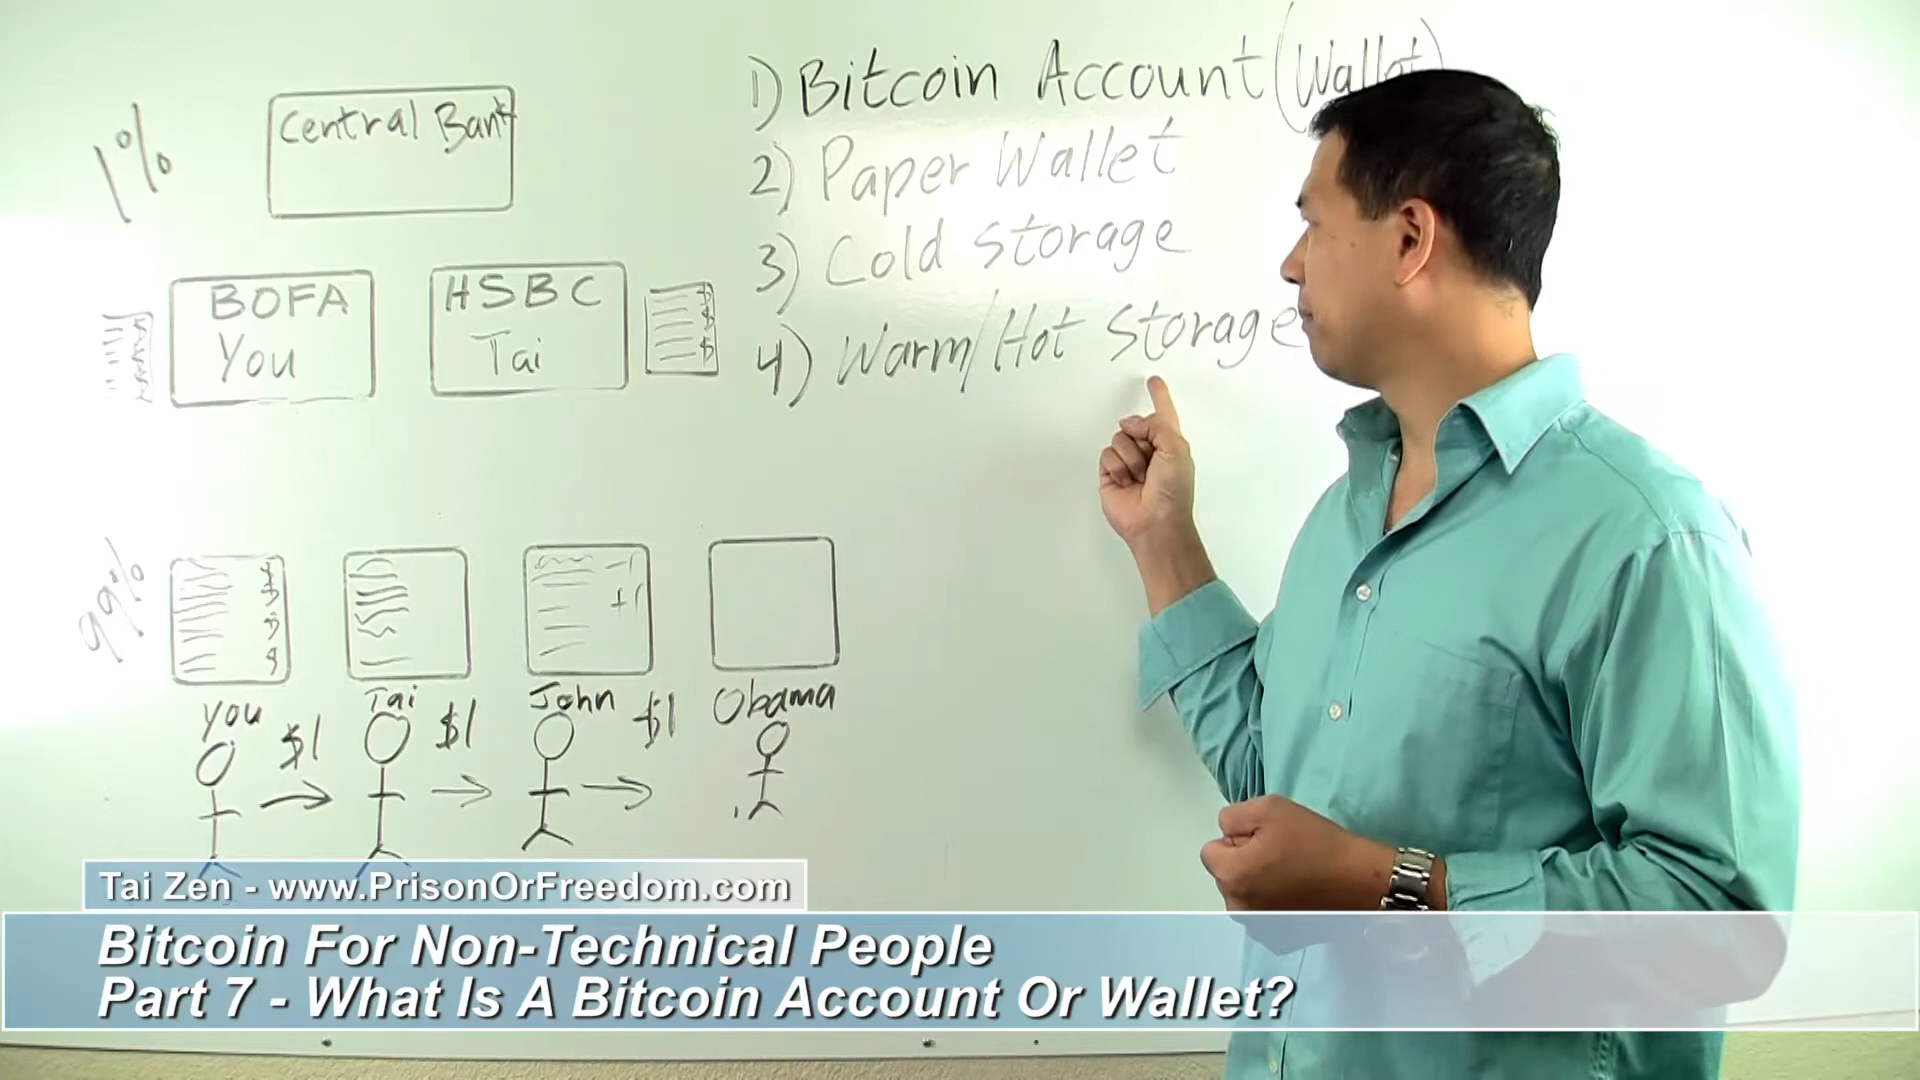 1%
Central Bank
BOFA
You
HSBC
Tai
1) Bitcoin Account (Wallet)
2) Paper Wallet
3) Cold Storage
4) Warm/Hot Storage
99%
$
$
$
$
$
$
-1
+1
You
Tai
John
Obama
$1
$1
$1
Tai Zen - www.PrisonOrFreedom.com
Bitcoin For Non-Technical People
Part 7 - What Is A Bitcoin Account Or Wallet?